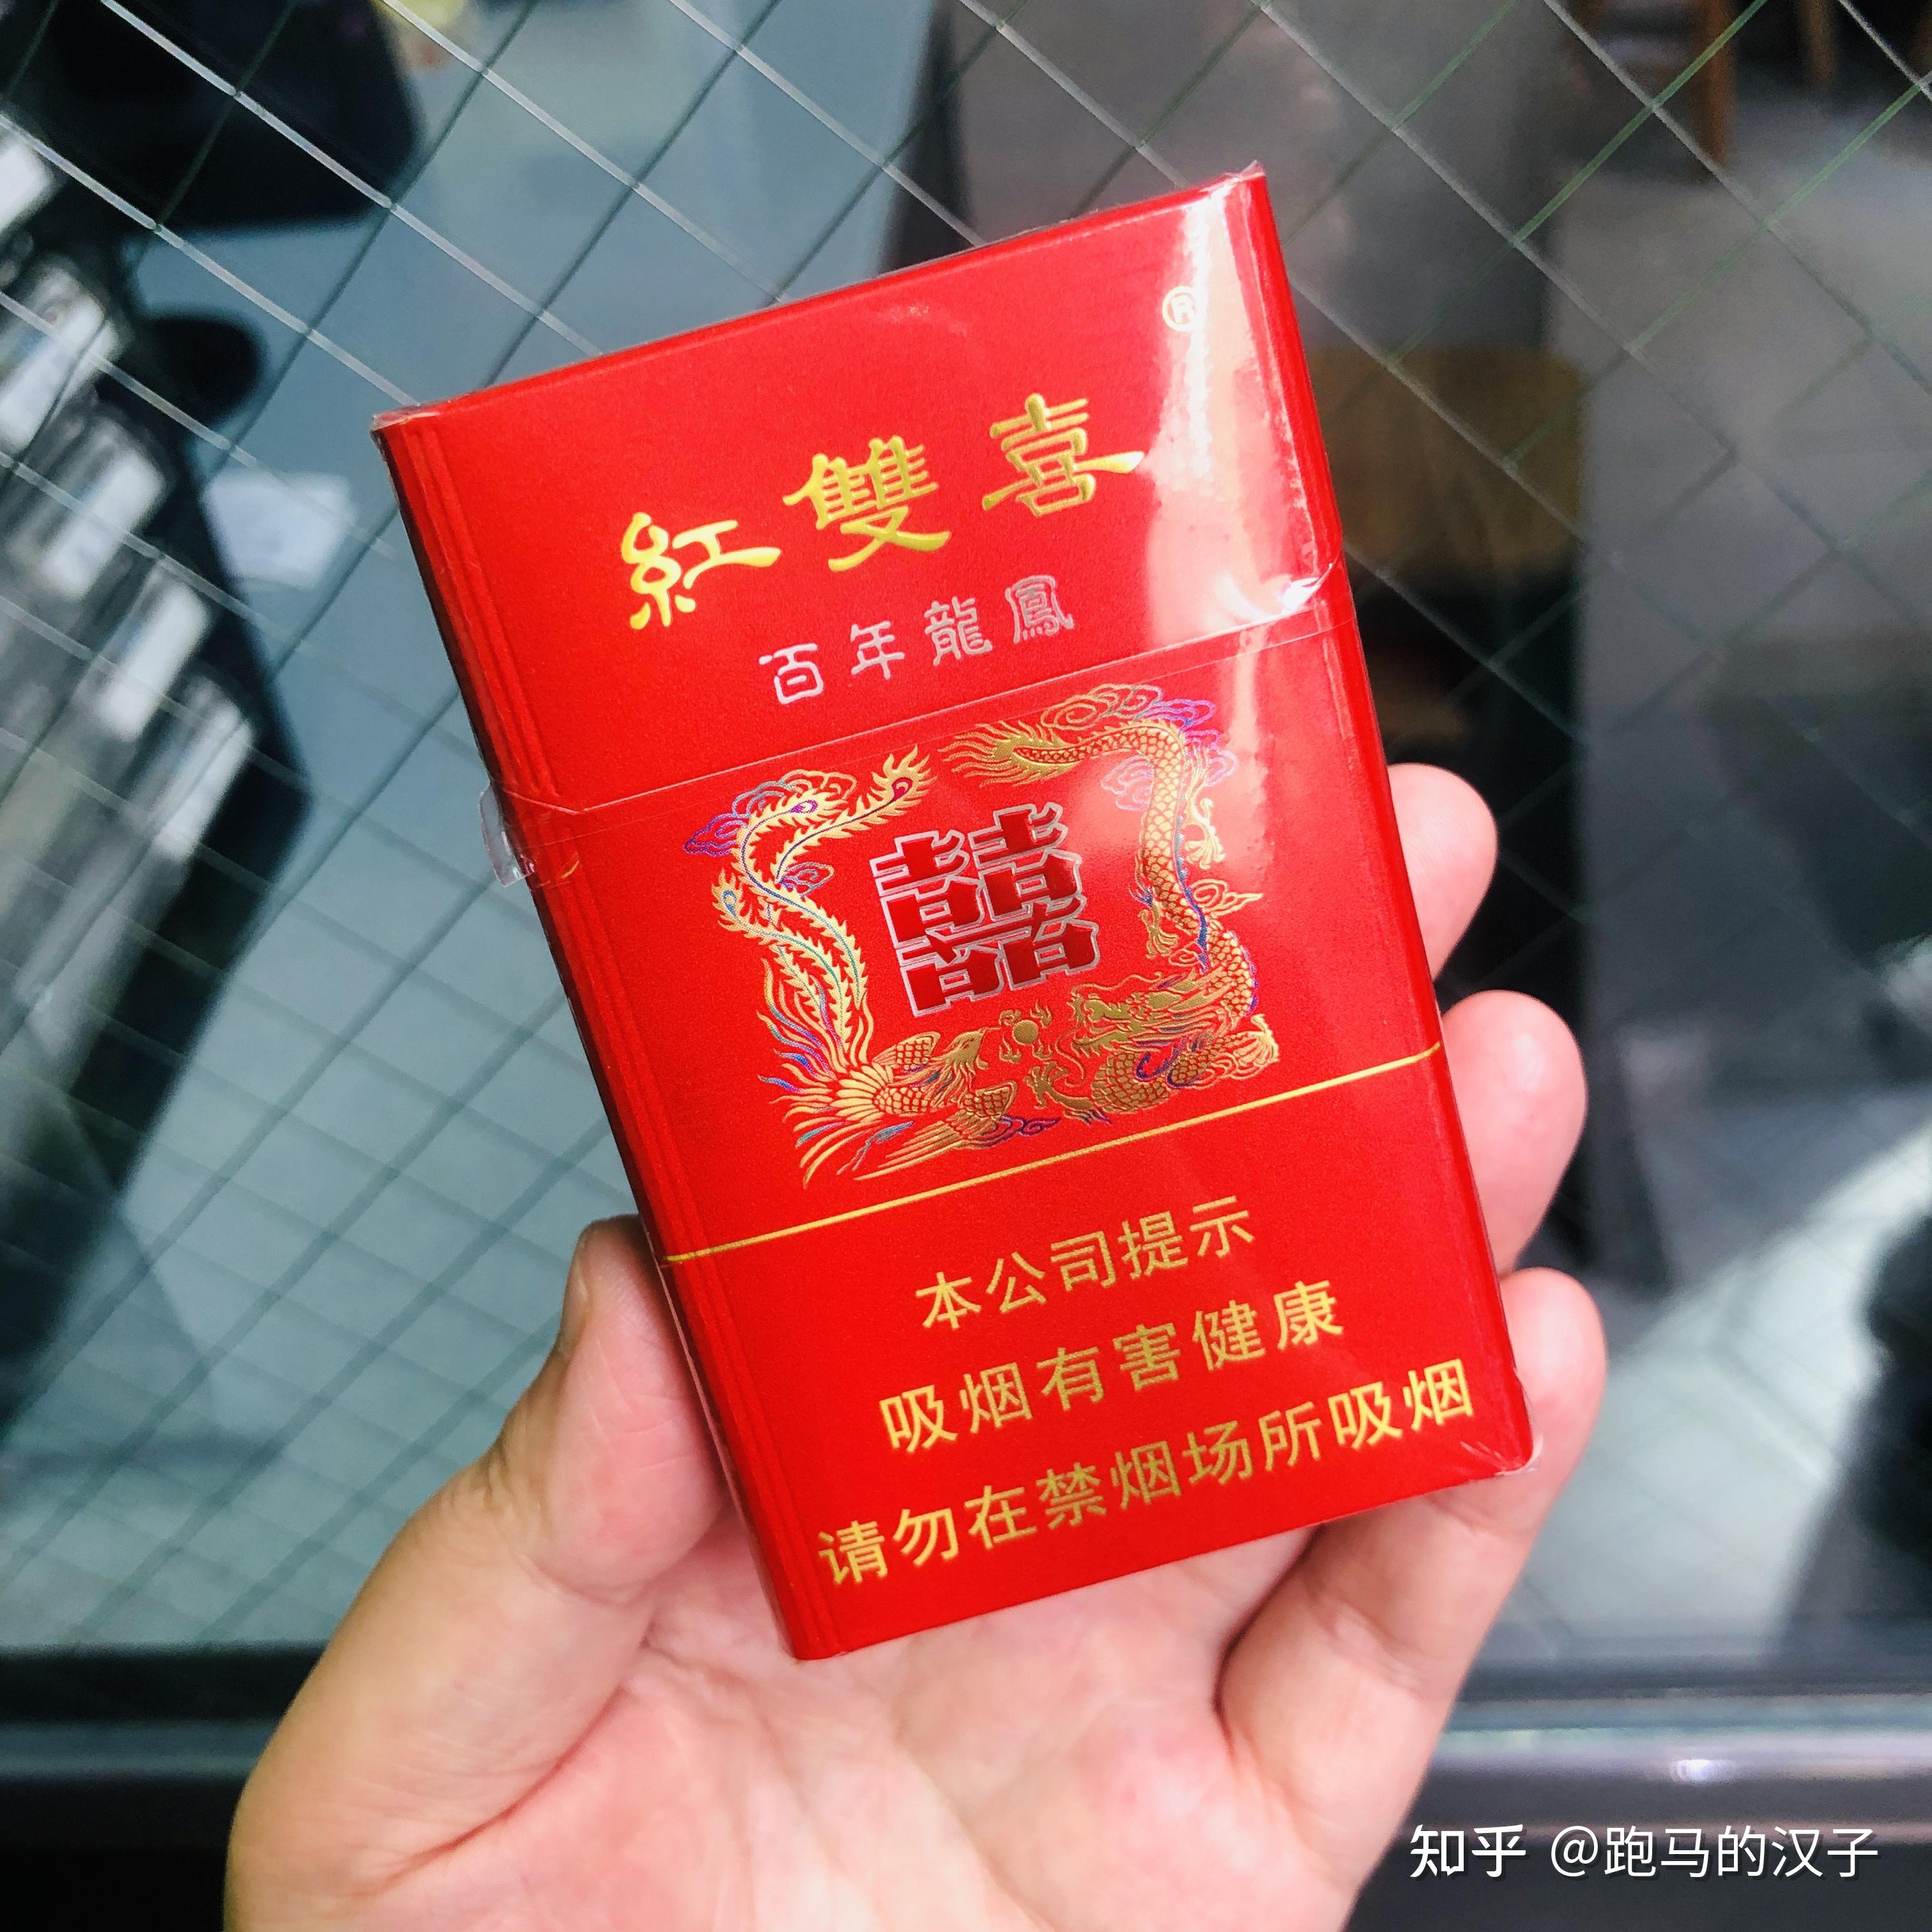 ®
紅雙喜
百年龍鳳
囍
本公司提示
吸烟有害健康
请勿在禁烟场所吸烟
知乎 @跑马的汉子